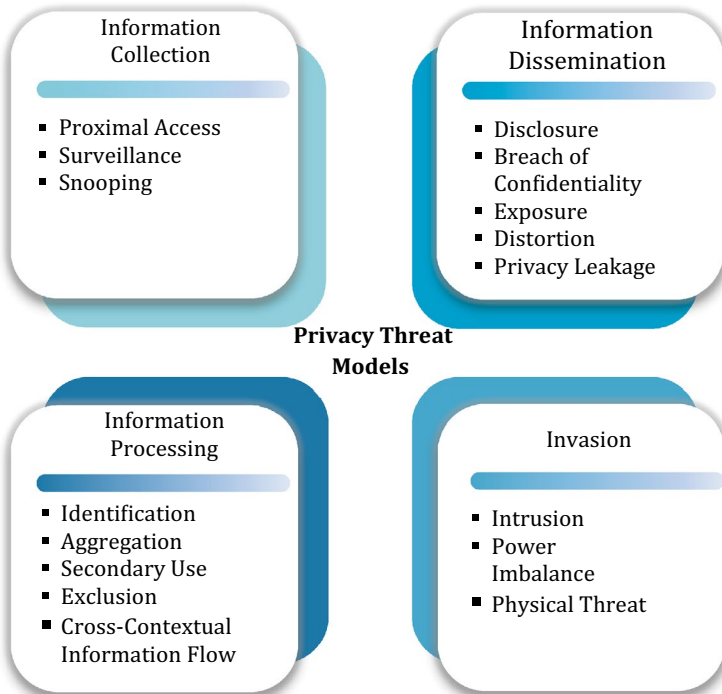 Information
Collection
▪ Proximal Access
▪ Surveillance
▪ Snooping
Information
Dissemination
▪ Disclosure
▪ Breach of
Confidentiality
▪ Exposure
▪ Distortion
▪ Privacy Leakage
Privacy Threat
Models
Information
Processing
▪ Identification
▪ Aggregation
▪ Secondary Use
▪ Exclusion
▪ Cross-Contextual
Information Flow
Invasion
▪ Intrusion
▪ Power
Imbalance
▪ Physical Threat